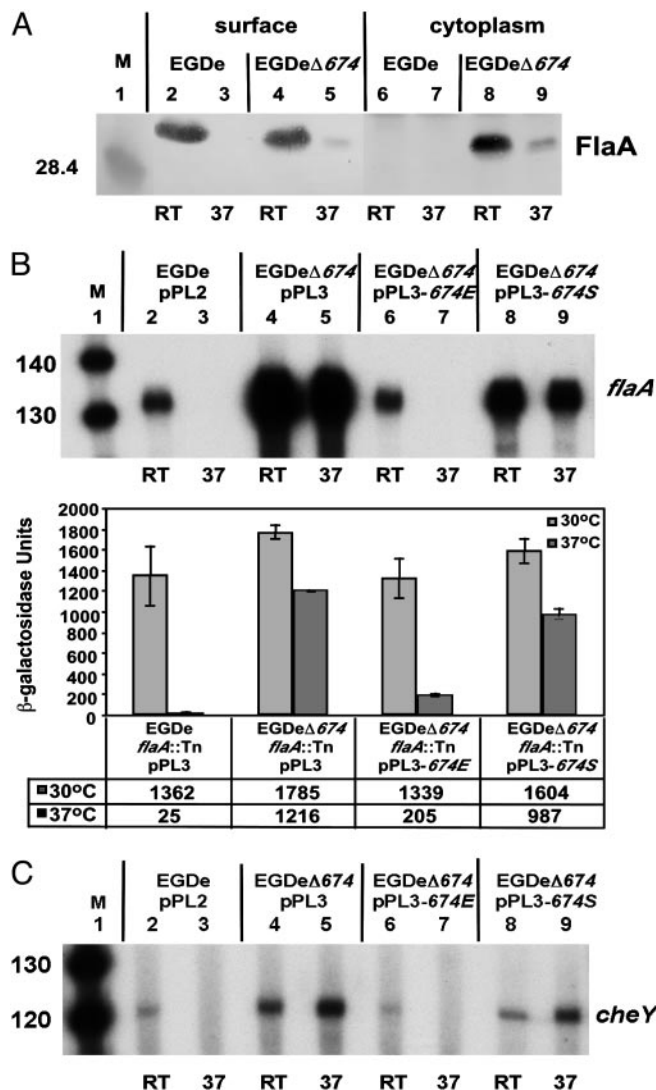 A
surface cytoplasm
M EGDe EGDeΔ674 EGDe EGDeΔ674
1 2 3 4 5 6 7 8 9
28.4 FlaA
RT 37 RT 37 RT 37
B
EGDe EGDeΔ674 EGDeΔ674 EGDeΔ674
M pPL2 pPL3 pPL3-674E pPL3-674S
1 2 3 4 5 6 7 8 9
140
130 flaA
RT 37 RT 37 RT 37 RT 37
β-galactosidase Units
2000
1800
1600
1400
1200
1000
800
600
400
200
0
30ºC
37ºC
EGDe EGDeΔ674 EGDeΔ674 EGDeΔ674
flaA::Tn flaA::Tn flaA::Tn flaA::Tn
pPL3 pPL3 pPL3-674E pPL3-674S
30ºC 1362 1785 1339 1604
37ºC 25 1216 205 987
C
EGDe EGDeΔ674 EGDeΔ674 EGDeΔ674
M pPL2 pPL3 pPL3-674E pPL3-674S
1 2 3 4 5 6 7 8 9
130
120 cheY
RT 37 RT 37 RT 37 RT 37